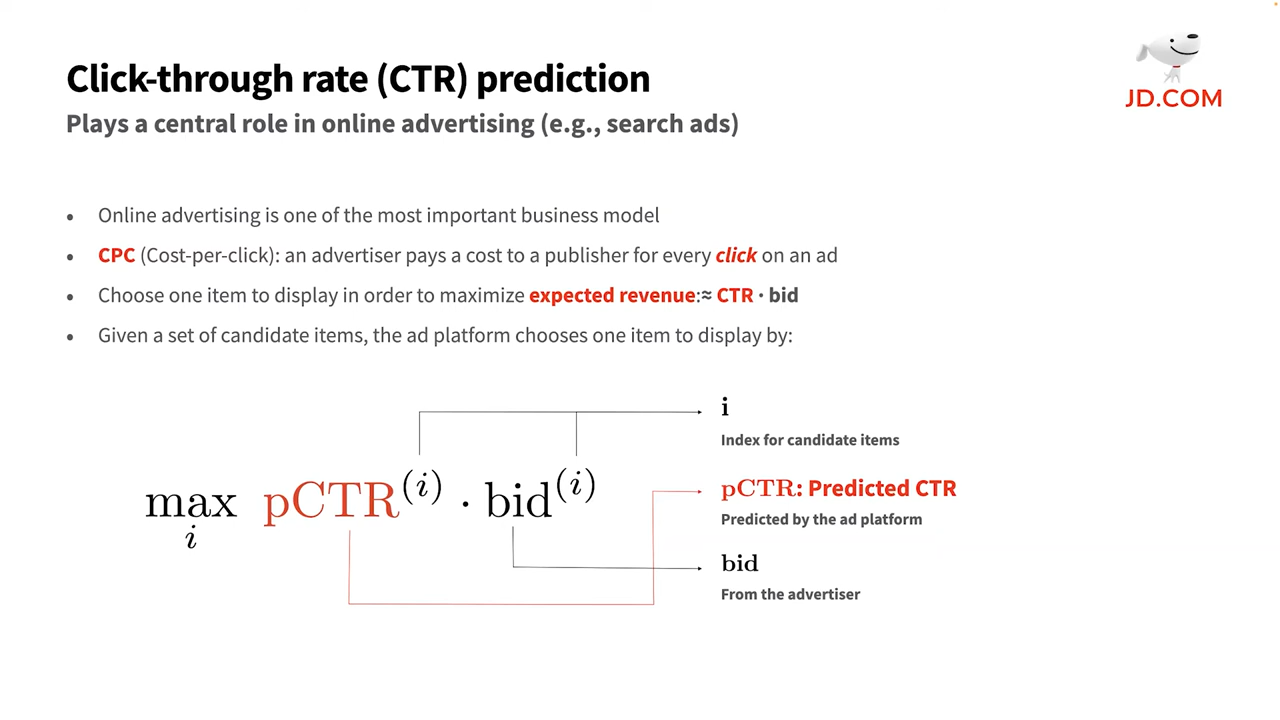 Click-through rate (CTR) prediction
JD.COM
Plays a central role in online advertising (e.g., search ads)
• Online advertising is one of the most important business model
• CPC (Cost-per-click): an advertiser pays a cost to a publisher for every click on an ad
• Choose one item to display in order to maximize expected revenue:≈ CTR · bid
• Given a set of candidate items, the ad platform chooses one item to display by:
i
Index for candidate items
max i pCTR(i) · bid(i)
pCTR: Predicted CTR
Predicted by the ad platform
bid
From the advertiser